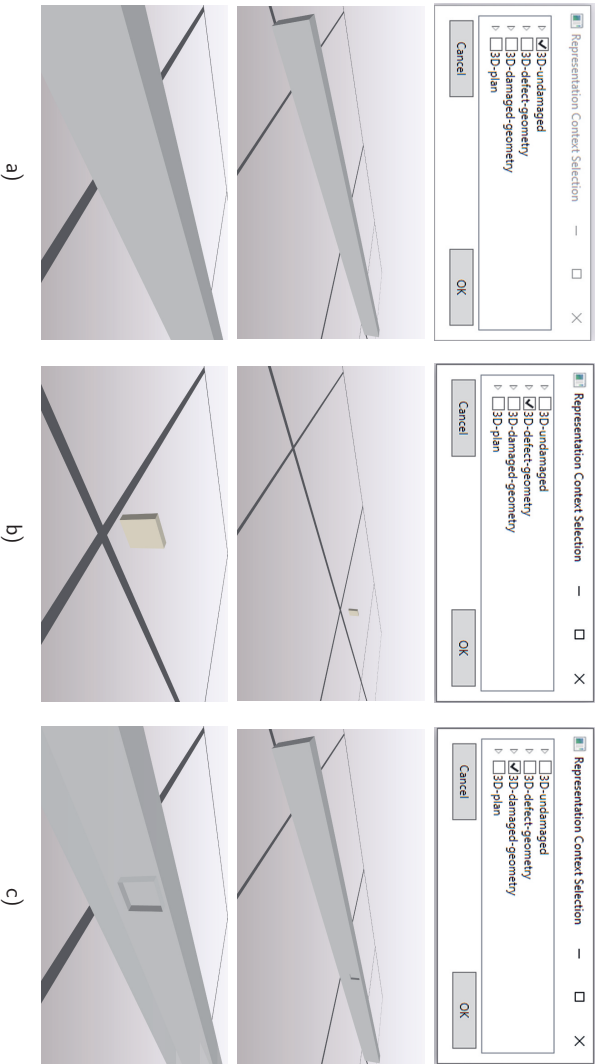 Representation Context Selection
3D-undamaged
3D-defect-geometry
3D-damaged-geometry
3D-plan
Cancel
OK
a)
Representation Context Selection
3D-undamaged
3D-defect-geometry
3D-damaged-geometry
3D-plan
Cancel
OK
b)
Representation Context Selection
3D-undamaged
3D-defect-geometry
3D-damaged-geometry
3D-plan
Cancel
OK
c)